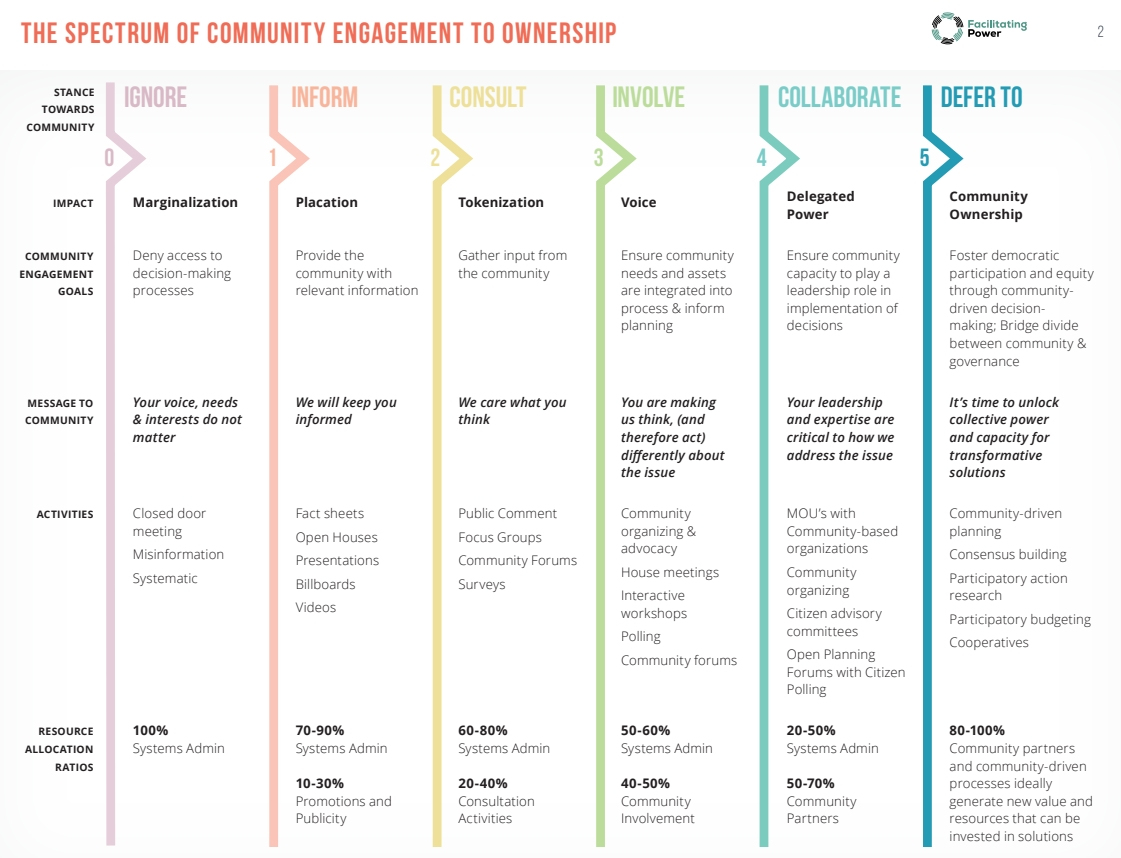 THE SPECTRUM OF COMMUNITY ENGAGEMENT TO OWNERSHIP
Facilitating
Power
2
STANCE
TOWARDS
COMMUNITY
IGNORE
INFORM
CONSULT
INVOLVE
COLLABORATE
DEFER TO
0
1
2
3
4
5
IMPACT
Marginalization
Placation
Tokenization
Voice
Delegated
Power
Community
Ownership
COMMUNITY
ENGAGEMENT
GOALS
Deny access to
decision-making
processes
Provide the
community with
relevant information
Gather input from
the community
Ensure community
needs and assets
are integrated into
process & inform
planning
Ensure community
capacity to play a
leadership role in
implementation of
decisions
Foster democratic
participation and equity
through community-
driven decision-
making; Bridge divide
between community &
governance
MESSAGE TO
COMMUNITY
Your voice, needs
& interests do not
matter
We will keep you
informed
We care what you
think
You are making
us think, (and
therefore act)
differently about
the issue
Your leadership
and expertise are
critical to how we
address the issue
It's time to unlock
collective power
and capacity for
transformative
solutions
ACTIVITIES
Closed door
meeting
Misinformation
Systematic
Fact sheets
Open Houses
Presentations
Billboards
Videos
Public Comment
Focus Groups
Community Forums
Surveys
Community
organizing &
advocacy
House meetings
Interactive
workshops
Polling
Community forums
MOU's with
Community-based
organizations
Community
organizing
Citizen advisory
committees
Open Planning
Forums with Citizen
Polling
Community-driven
planning
Consensus building
Participatory action
research
Participatory budgeting
Cooperatives
RESOURCE
ALLOCATION
RATIOS
100%
Systems Admin
70-90%
Systems Admin
10-30%
Promotions and
Publicity
60-80%
Systems Admin
20-40%
Consultation
Activities
50-60%
Systems Admin
40-50%
Community
Involvement
20-50%
Systems Admin
50-70%
Community
Partners
80-100%
Community partners
and community-driven
processes ideally
generate new value and
resources that can be
invested in solutions